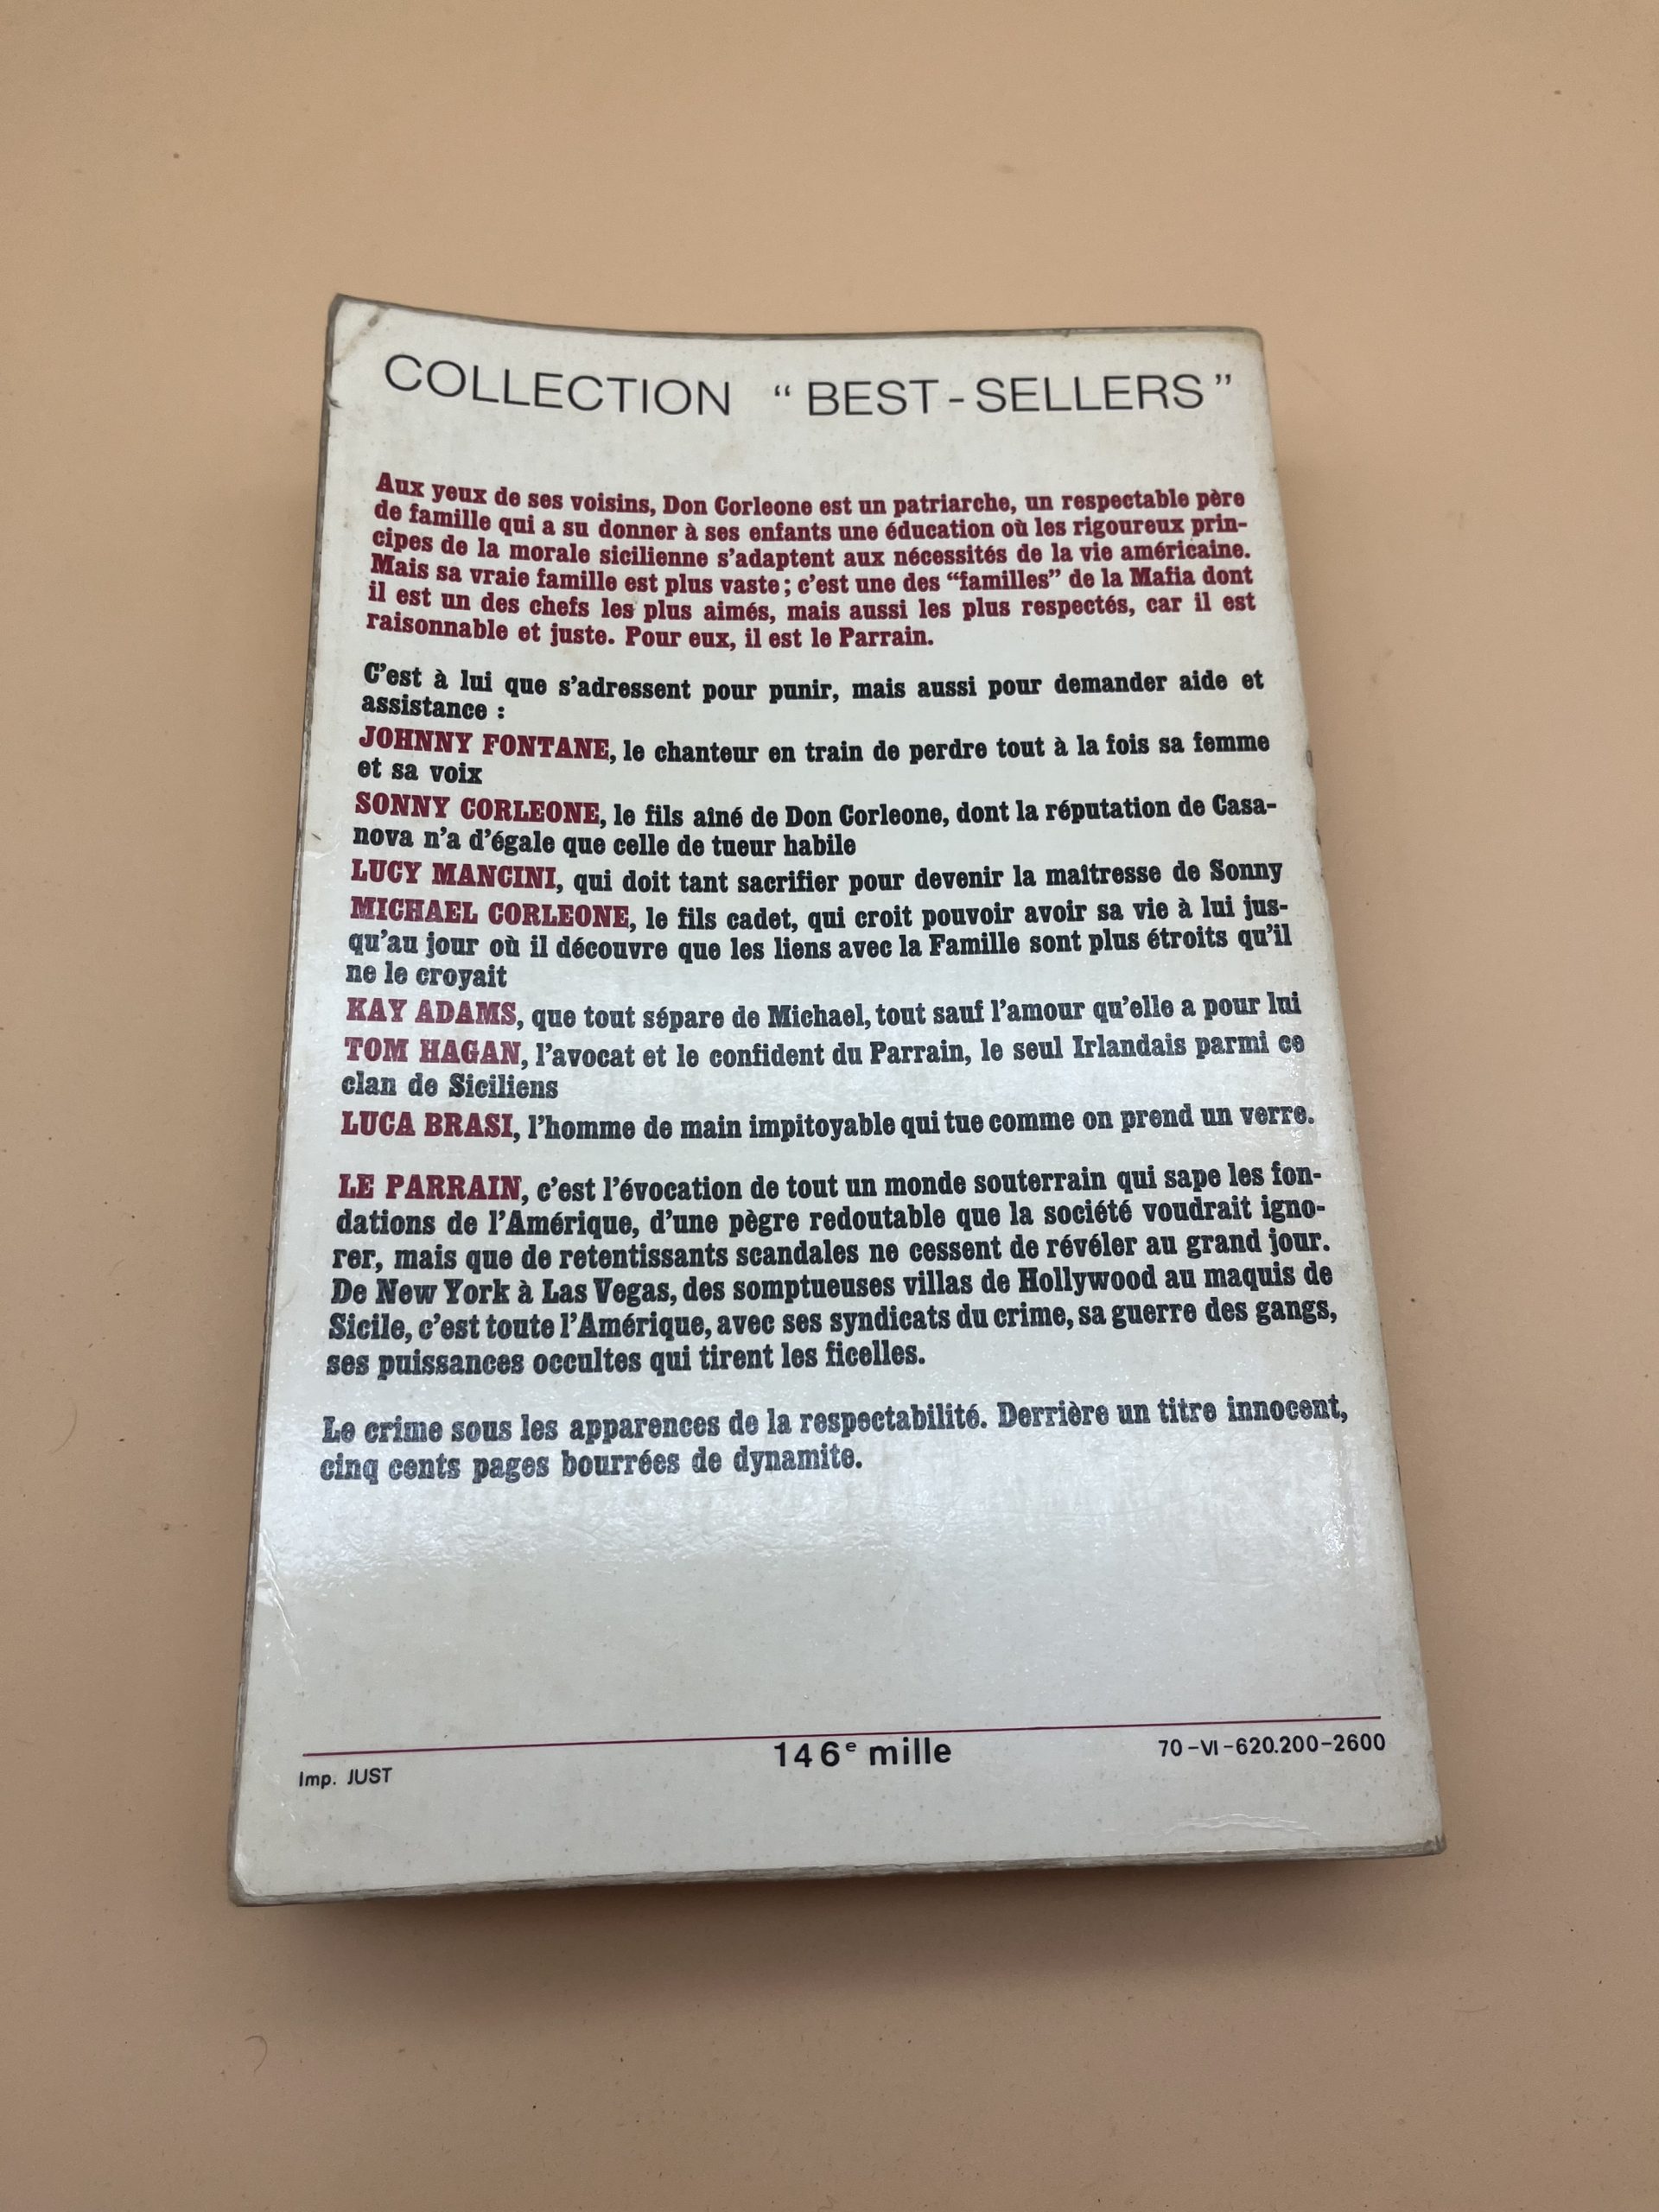 COLLECTION “BEST-SELLERS”
Aux yeux de ses voisins, Don Corleone est un patriarche, un respectable père
de famille qui a su donner à ses enfants une éducation où les rigoureux prin-
cipes de la morale sicilienne s’adaptent aux nécessités de la vie américaine.
Mais sa vraie famille est plus vaste ; c’est une des “familles” de la Mafia dont
il est un des chefs les plus aimés, mais aussi les plus respectés, car il est
raisonnable et juste. Pour eux, il est le Parrain.
C’est à lui que s’adressent pour punir, mais aussi pour demander aide et
assistance :
JOHNNY FONTANE, le chanteur en train de perdre tout à la fois sa femme
et sa voix
SONNY CORLEONE, le fils aîné de Don Corleone, dont la réputation de Casa-
nova n’a d’égale que celle de tueur habile
LUCY MANCINI, qui doit tant sacrifier pour devenir la maîtresse de Sonny
MICHAEL CORLEONE, le fils cadet, qui croit pouvoir avoir sa vie à lui jus-
qu’au jour où il découvre que les liens avec la Famille sont plus étroits qu’il
ne le croyait
KAY ADAMS, que tout sépare de Michael, tout sauf l’amour qu’elle a pour lui
TOM HAGAN, l’avocat et le confident du Parrain, le seul Irlandais parmi ce
clan de Siciliens
LUCA BRASI, l’homme de main impitoyable qui tue comme on prend un verre.
LE PARRAIN, c’est l’évocation de tout un monde souterrain qui sape les fon-
dations de l’Amérique, d’une pègre redoutable que la société voudrait igno-
rer, mais que de retentissants scandales ne cessent de révéler au grand jour.
De New York à Las Vegas, des somptueuses villas de Hollywood au maquis de
Sicile, c’est toute l’Amérique, avec ses syndicats du crime, sa guerre des gangs,
ses puissances occultes qui tirent les ficelles.
Le crime sous les apparences de la respectabilité. Derrière un titre innocent,
cinq cents pages bourrées de dynamite.
146e mille
70-VI-620.200-2600
Imp. JUST